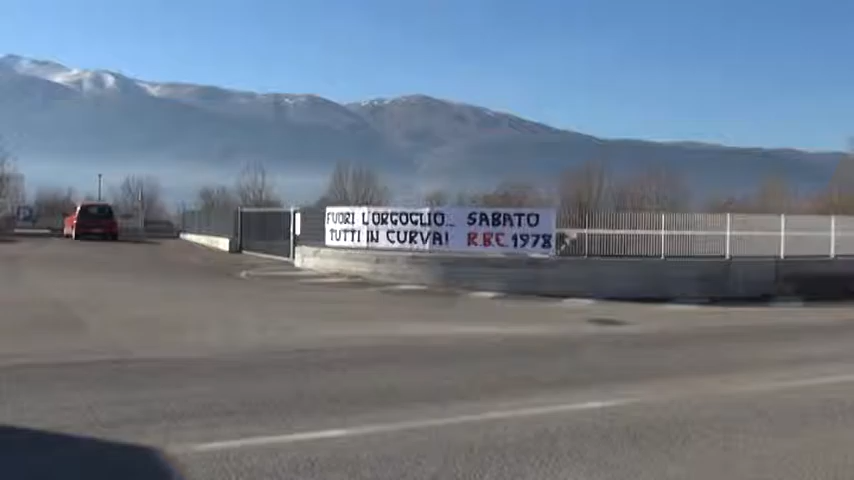 FUORI L'ORGOGLIO... SABATO
TUTTI IN CURVA! R.B.E. 1978